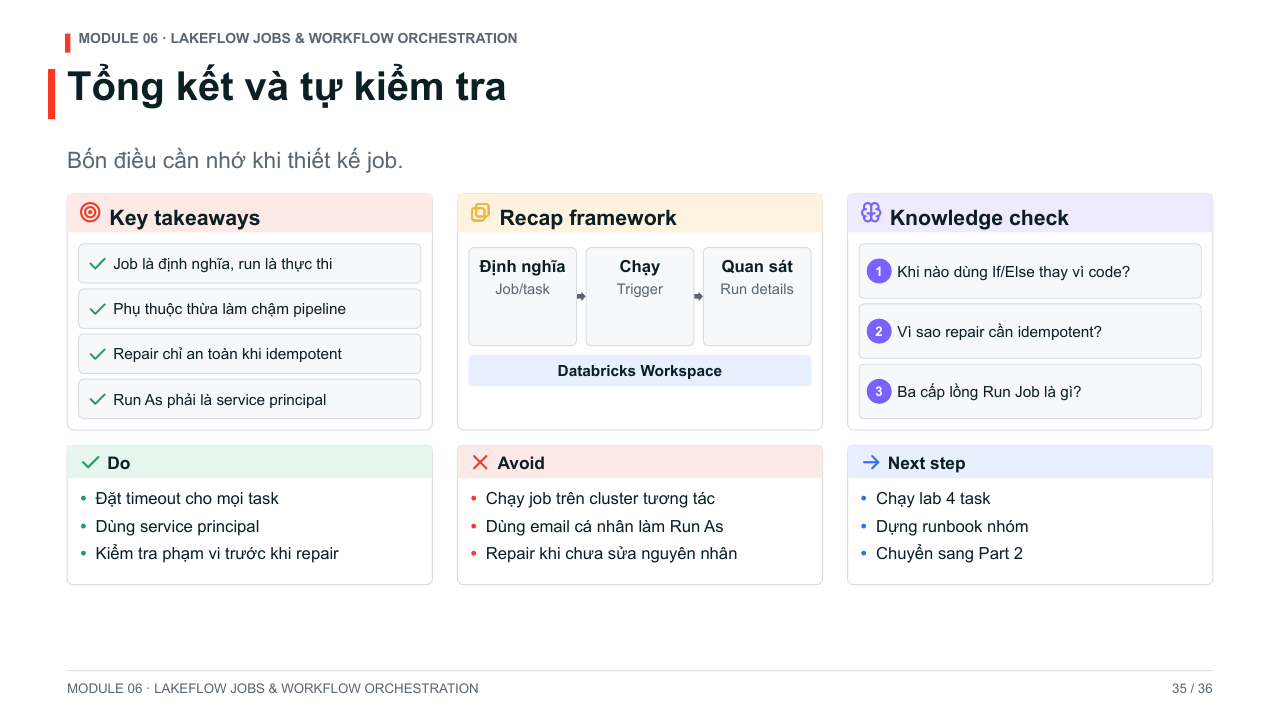 MODULE 06 · LAKEFLOW JOBS & WORKFLOW ORCHESTRATION
Tổng kết và tự kiểm tra
Bốn điều cần nhớ khi thiết kế job.
Key takeaways
Job là định nghĩa, run là thực thi
Phụ thuộc thừa làm chậm pipeline
Repair chỉ an toàn khi idempotent
Run As phải là service principal
Recap framework
Định nghĩa
Job/task
Chạy
Trigger
Quan sát
Run details
Databricks Workspace
Knowledge check
1 Khi nào dùng If/Else thay vì code?
2 Vì sao repair cần idempotent?
3 Ba cấp lồng Run Job là gì?
Do
• Đặt timeout cho mọi task
• Dùng service principal
• Kiểm tra phạm vi trước khi repair
Avoid
• Chạy job trên cluster tương tác
• Dùng email cá nhân làm Run As
• Repair khi chưa sửa nguyên nhân
Next step
• Chạy lab 4 task
• Dựng runbook nhóm
• Chuyển sang Part 2
MODULE 06 · LAKEFLOW JOBS & WORKFLOW ORCHESTRATION
35 / 36